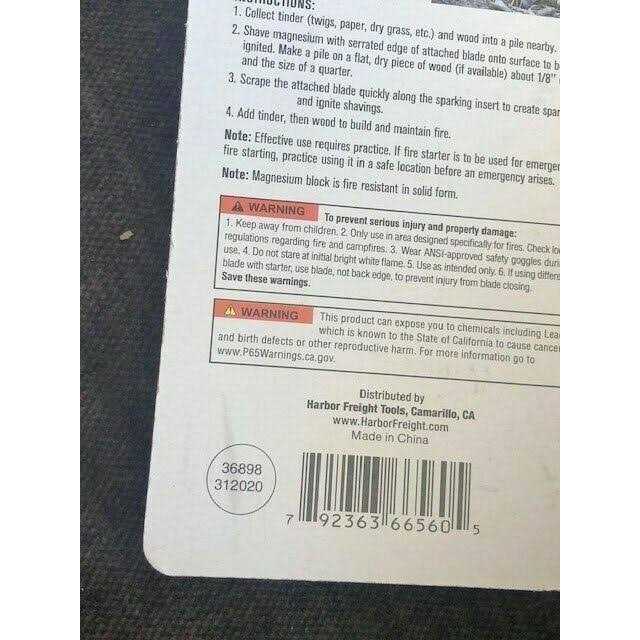 INSTRUCTIONS:
1. Collect tinder (twigs, paper, dry grass, etc.) and wood into a pile nearby.
2. Shave magnesium with serrated edge of attached blade onto surface to b
ignited. Make a pile on a flat, dry piece of wood (if available) about 1/8"
and the size of a quarter.
3. Scrape the attached blade quickly along the sparking insert to create spar
and ignite shavings.
4. Add tinder, then wood to build and maintain fire.
Note: Effective use requires practice. If fire starter is to be used for emerger
fire starting, practice using it in a safe location before an emergency arises.
Note: Magnesium block is fire resistant in solid form.
WARNING To prevent serious injury and property damage:
1. Keep away from children. 2. Only use in area designed specifically for fires. Check lo
regulations regarding fire and campfires. 3. Wear ANSI-approved safety goggles duri
use. 4. Do not stare at initial bright white flame. 5. Use as intended only. 6. If using differe
blade with starter, use blade, not back edge, to prevent injury from blade closing.
Save these warnings.
WARNING This product can expose you to chemicals including Lea
which is known to the State of California to cause cancer
and birth defects or other reproductive harm. For more information go to
www.P65Warnings.ca.gov.
Distributed by
Harbor Freight Tools, Camarillo, CA
www.HarborFreight.com
Made in China
36898
312020
7 92363 66560 5